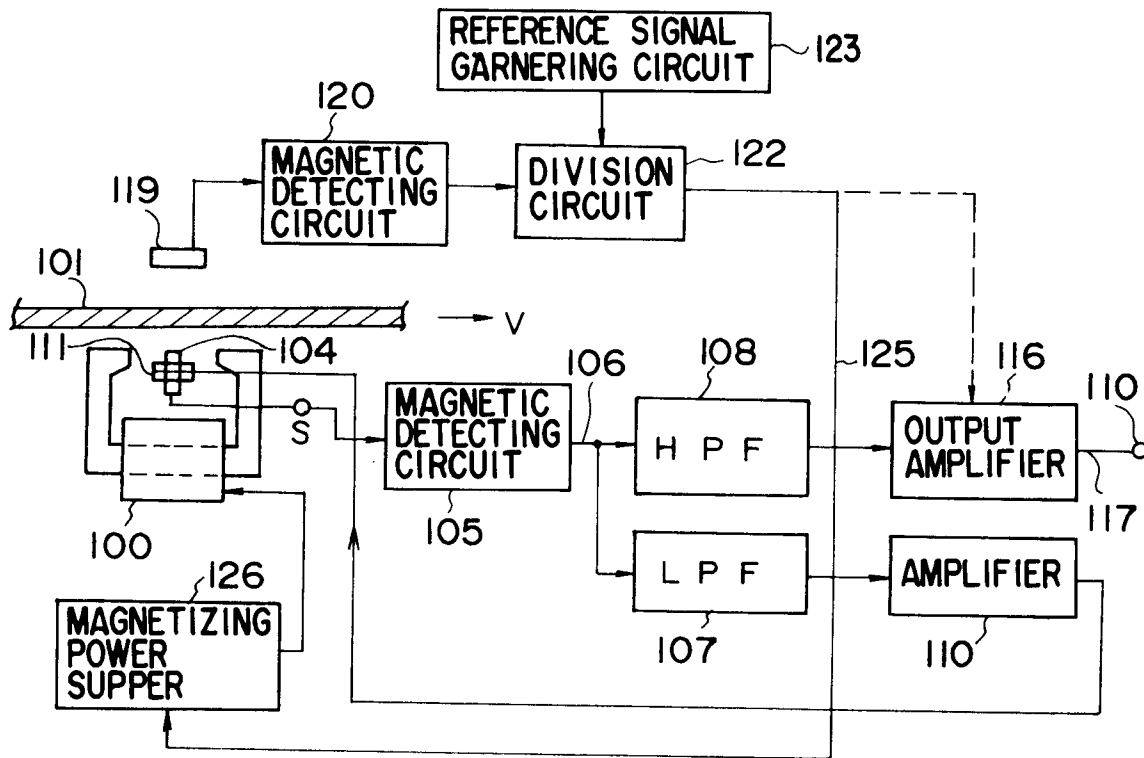 REFERENCE SIGNAL
GARNERING CIRCUIT
123
120
MAGNETIC
DETECTING
CIRCUIT
DIVISION
CIRCUIT
122
119
101
V
111
104
S
100
MAGNETIC
DETECTING
CIRCUIT
105
106
108
H P F
125
116
OUTPUT
AMPLIFIER
110
117
L P F
107
AMPLIFIER
110
126
MAGNETIZING
POWER
SUPPER